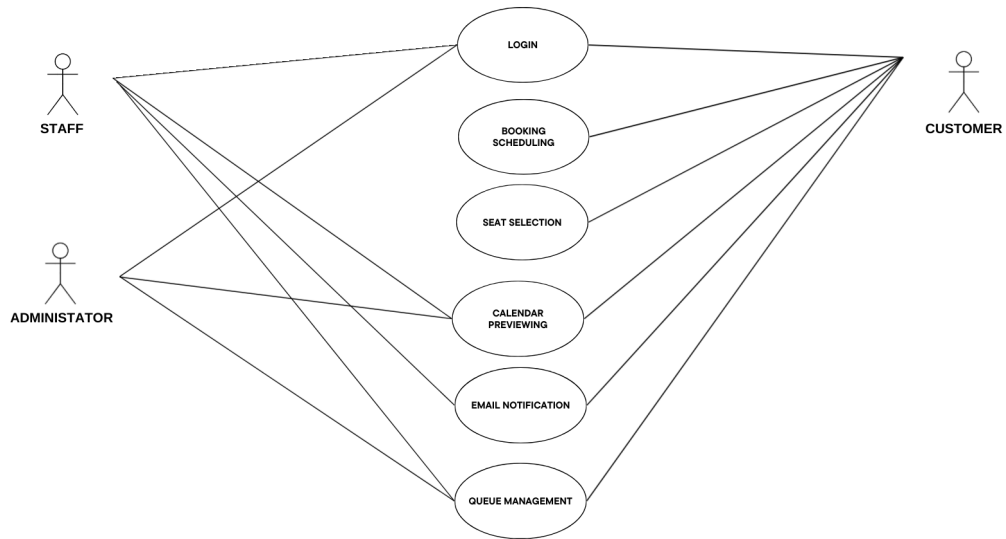 LOGIN
STAFF
CUSTOMER
BOOKING
SCHEDULING
SEAT SELECTION
ADMINISTATOR
CALENDAR
PREVIEWING
EMAIL NOTIFICATION
QUEUE MANAGEMENT